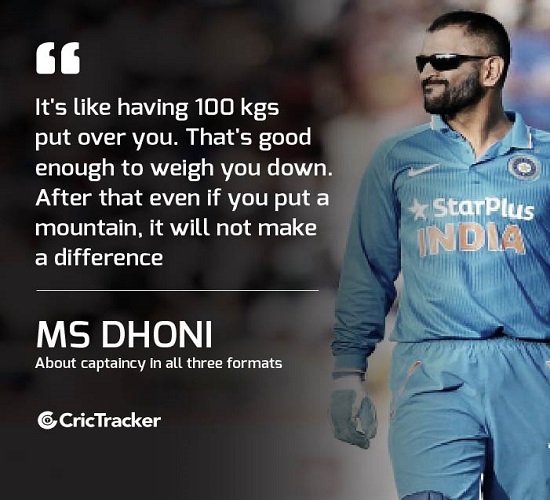 It's like having 100 kgs
put over you. That's good
enough to weigh you down.
After that even if you put a
mountain, it will not make
a difference
MS DHONI
About captaincy in all three formats
CricTracker
StarPlus
INDIA